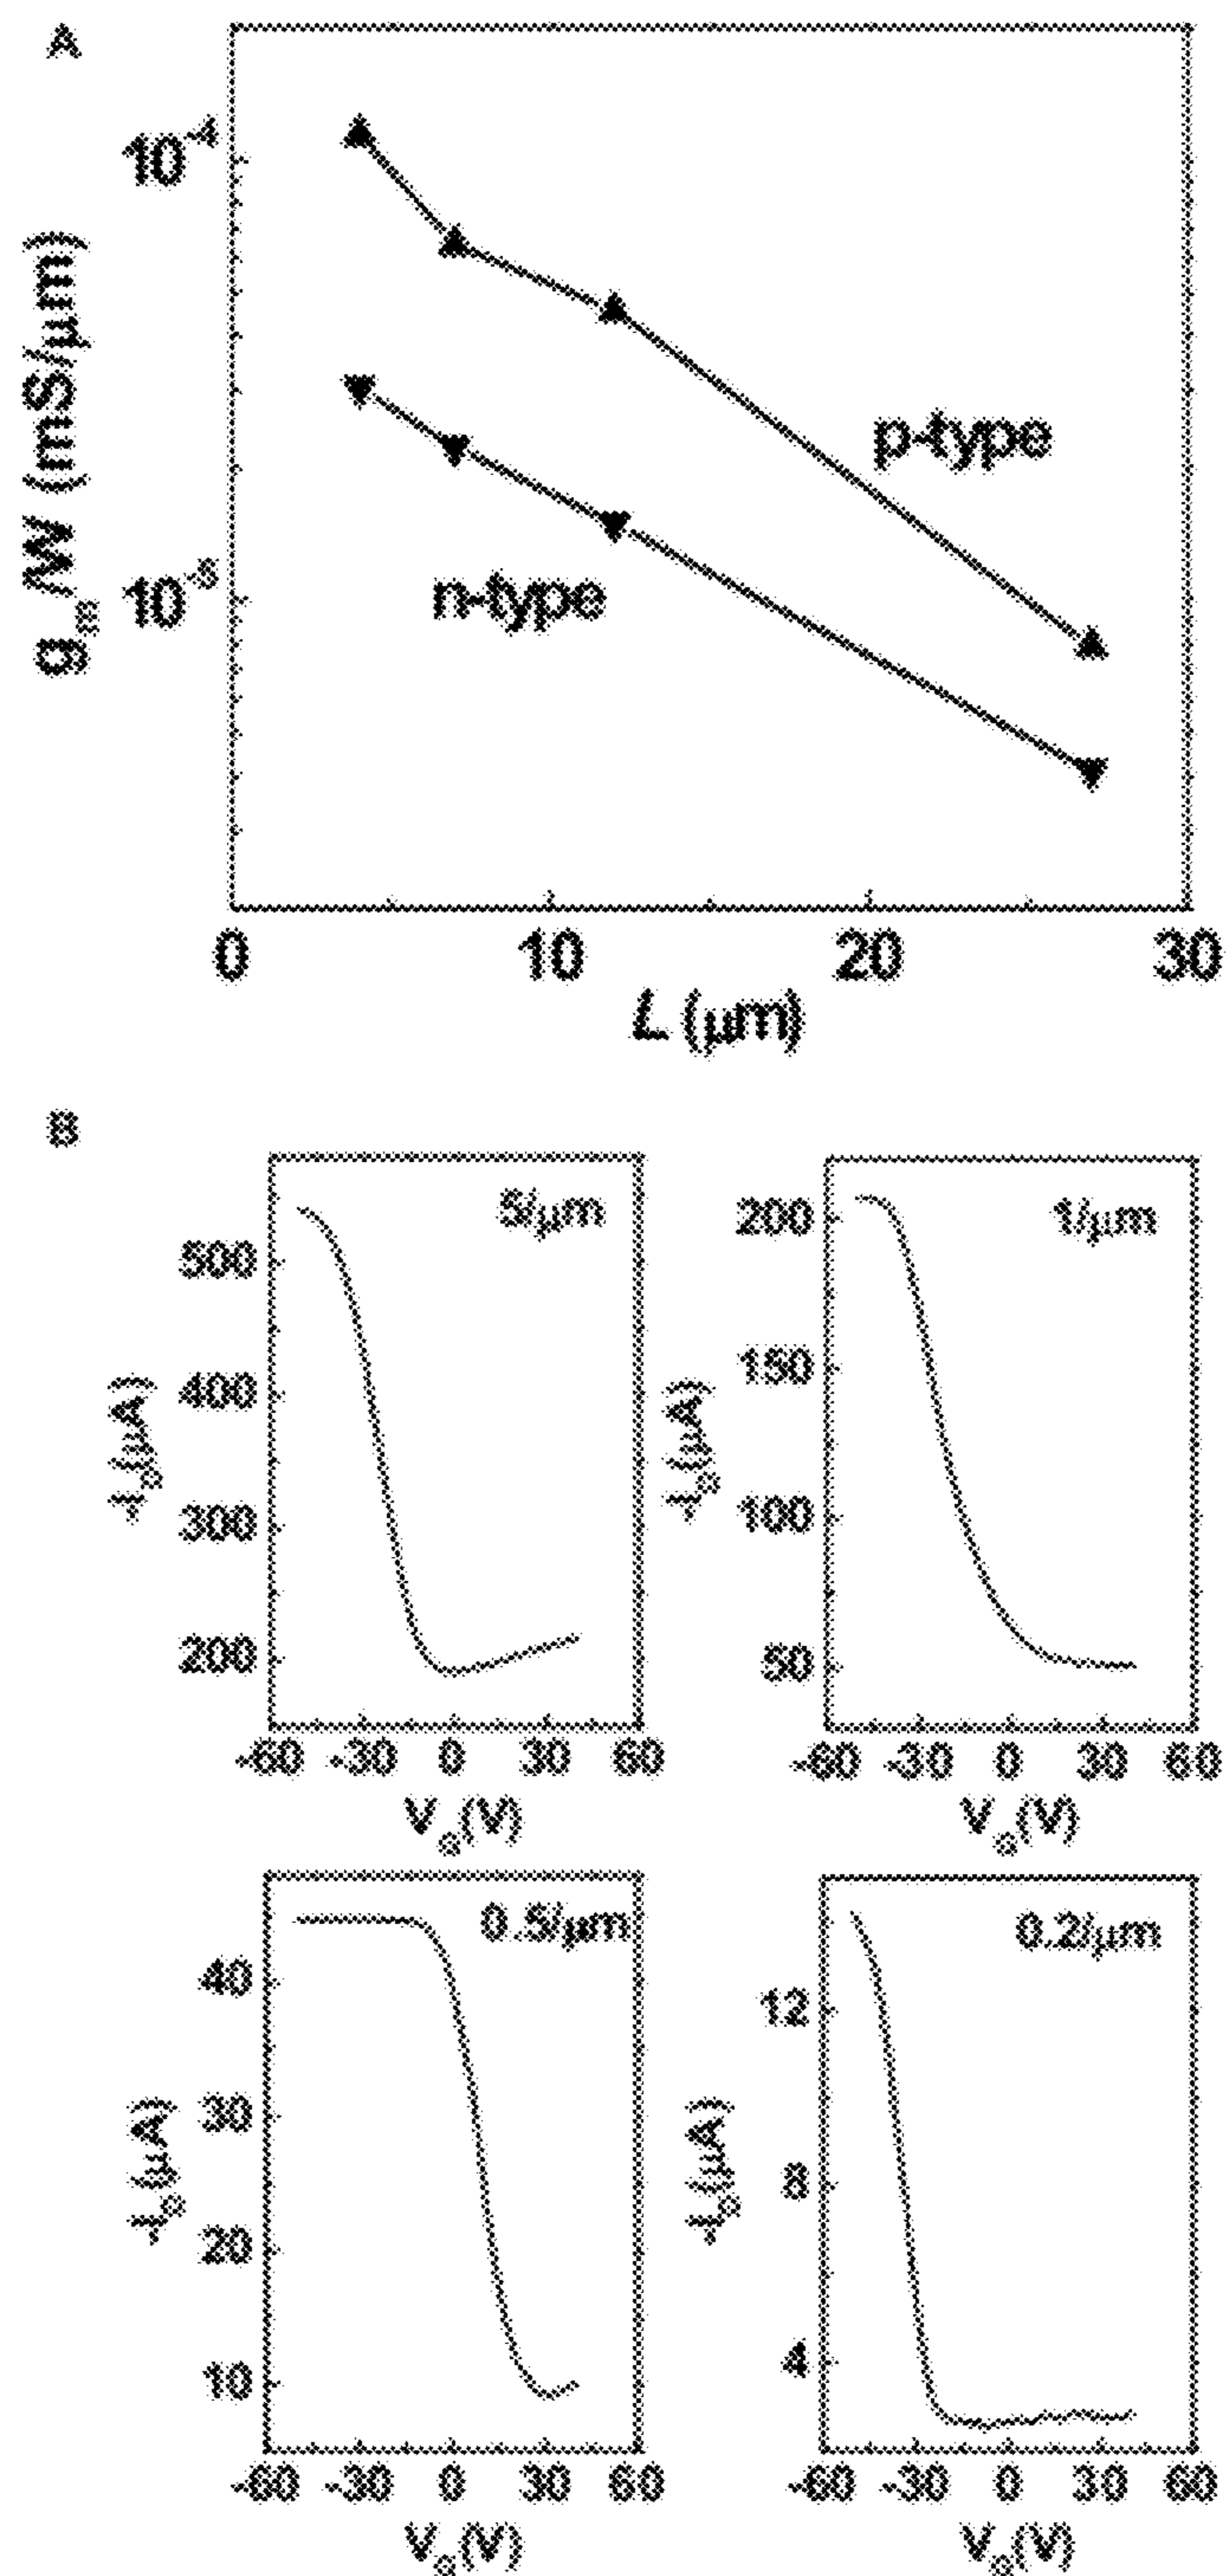 A
10⁻⁴
10⁻⁵
gₘ/W (mS/μm)
p-type
n-type
0 10 20 30
L (μm)
B
5/μm
500
400
300
200
-I_D(μA)
-60 -30 0 30 60
V_G(V)
1/μm
200
150
100
50
-I_D(μA)
-60 -30 0 30 60
V_G(V)
0.5/μm
40
30
20
10
-I_D(μA)
-60 -30 0 30 60
V_G(V)
0.2/μm
12
8
4
-I_D(μA)
-60 -30 0 30 60
V_G(V)